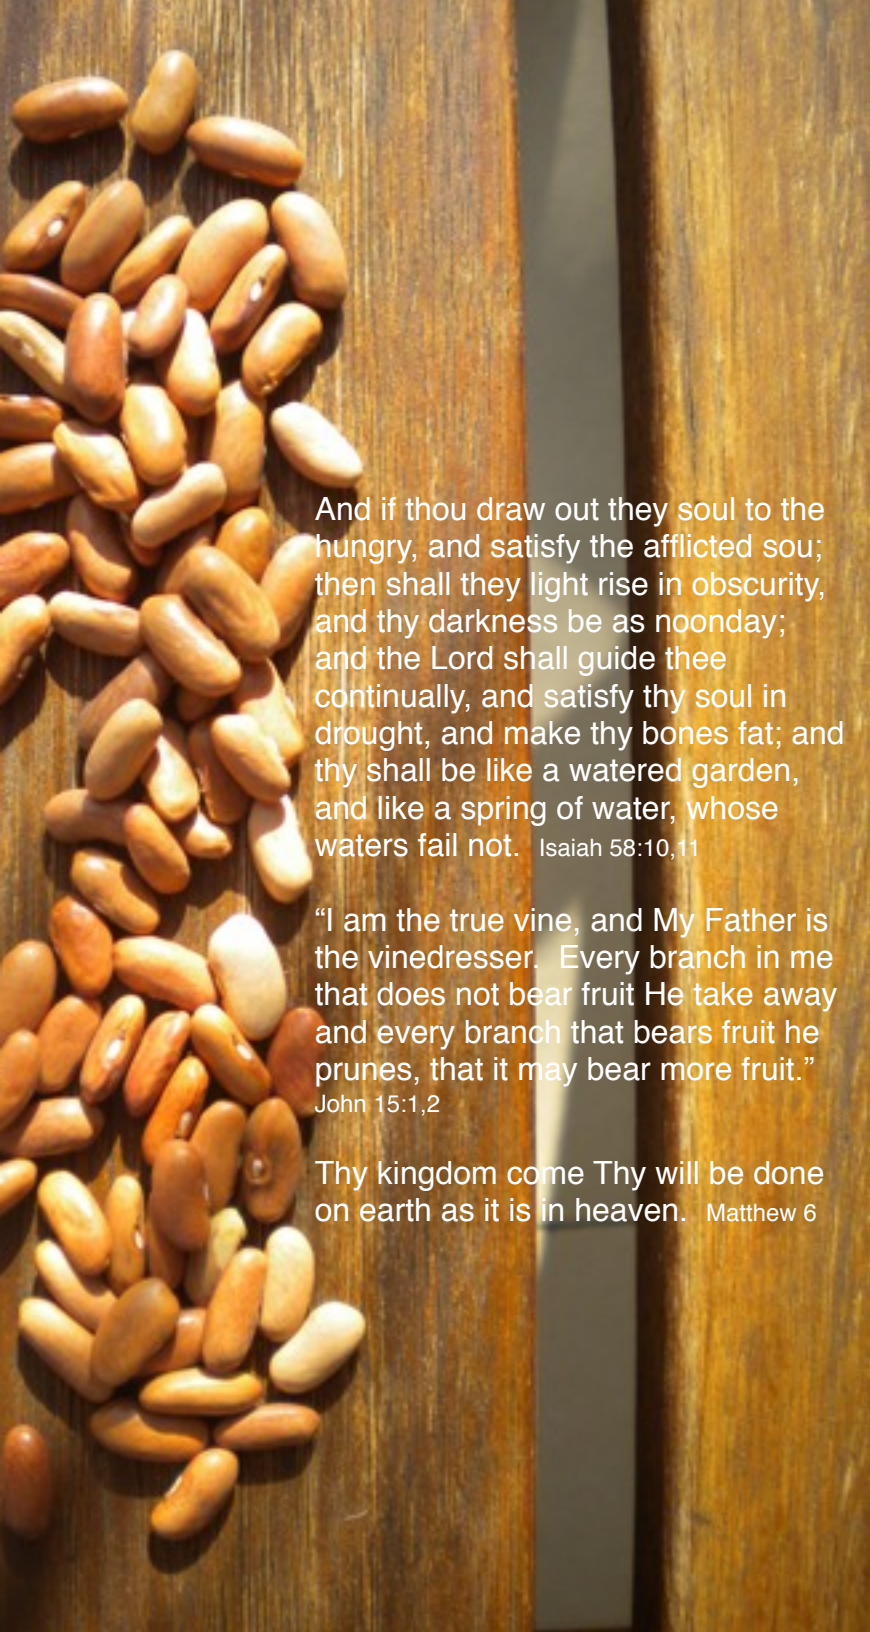 And if thou draw out they soul to the
hungry, and satisfy the afflicted sou;
then shall they light rise in obscurity,
and thy darkness be as noonday;
and the Lord shall guide thee
continually, and satisfy thy soul in
drought, and make thy bones fat; and
thy shall be like a watered garden,
and like a spring of water, whose
waters fail not.  Isaiah 58:10,11
“I am the true vine, and My Father is
the vinedresser.  Every branch in me
that does not bear fruit He take away
and every branch that bears fruit he
prunes, that it may bear more fruit.”
John 15:1,2
Thy kingdom come Thy will be done
on earth as it is in heaven.  Matthew 6